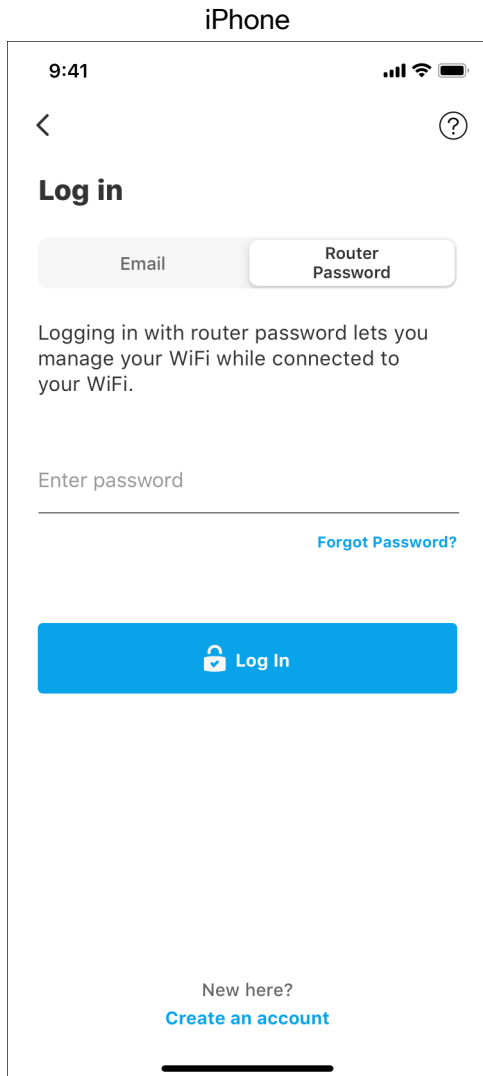 iPhone
9:41
?
Log in
Email
Router
Password
Logging in with router password lets you
manage your WiFi while connected to
your WiFi.
Enter password
Forgot Password?
Log In
New here?
Create an account